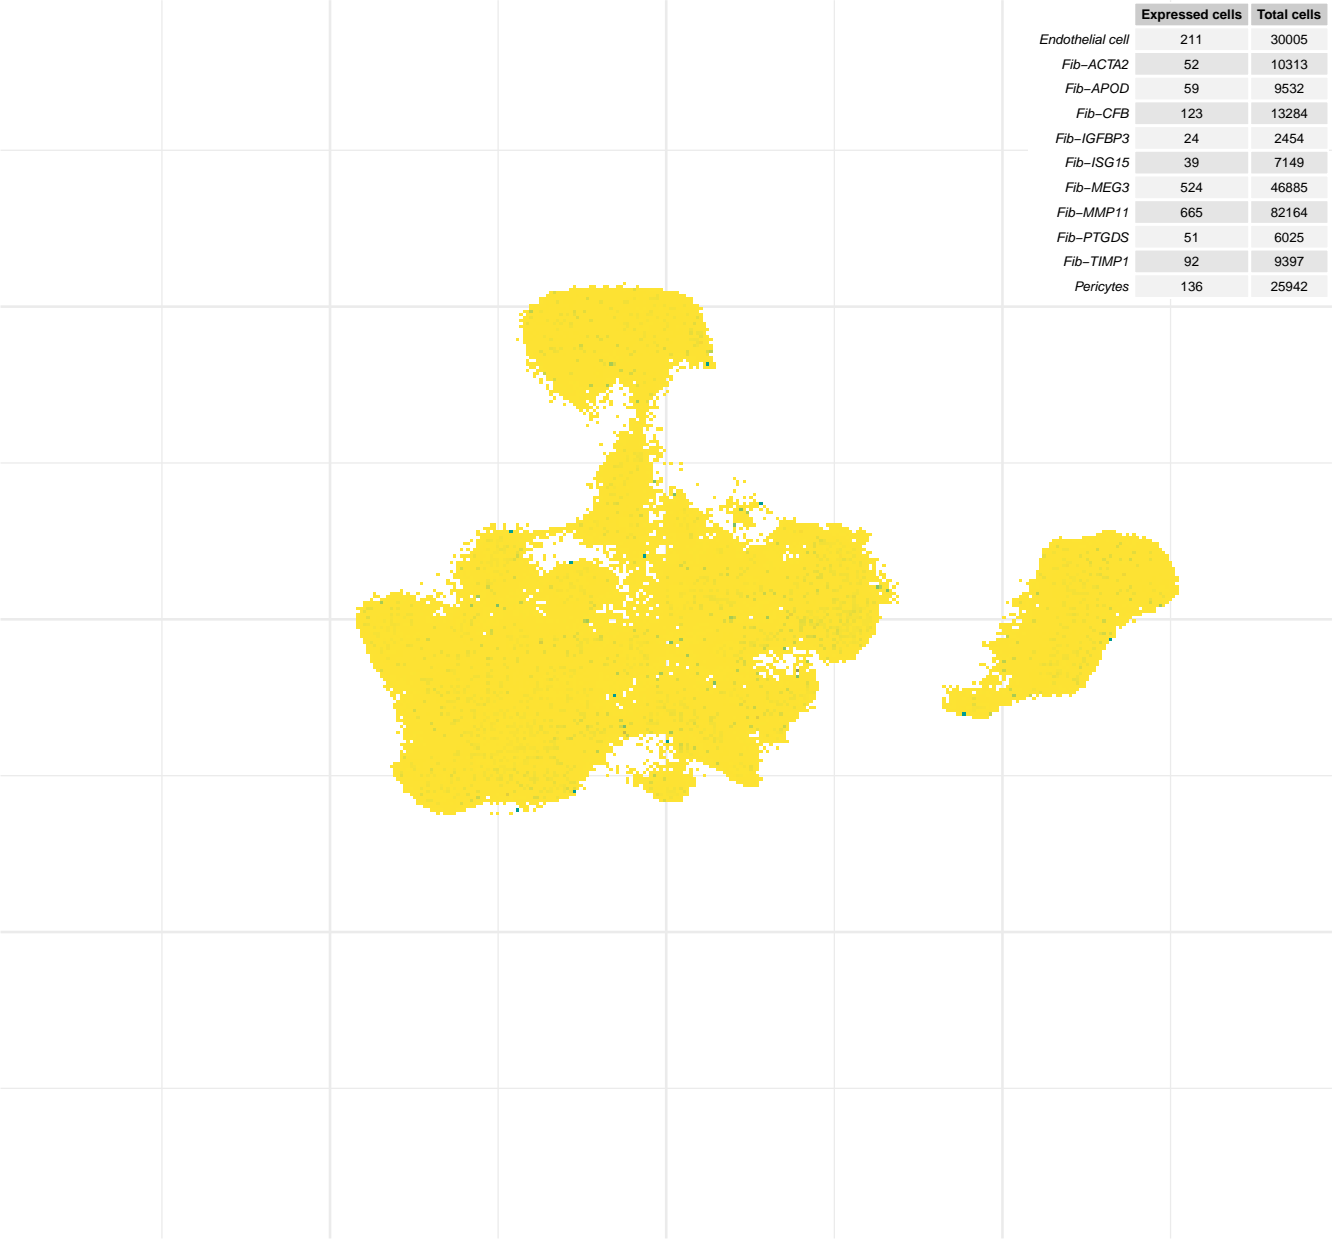 Expressed cells Total cells
Endothelial cell 211 30005
Fib−ACTA2 52 10313
Fib−APOD 59 9532
Fib−CFB 123 13284
Fib−IGFBP3 24 2454
Fib−ISG15 39 7149
Fib−MEG3 524 46885
Fib−MMP11 665 82164
Fib−PTGDS 51 6025
Fib−TIMP1 92 9397
Pericytes 136 25942